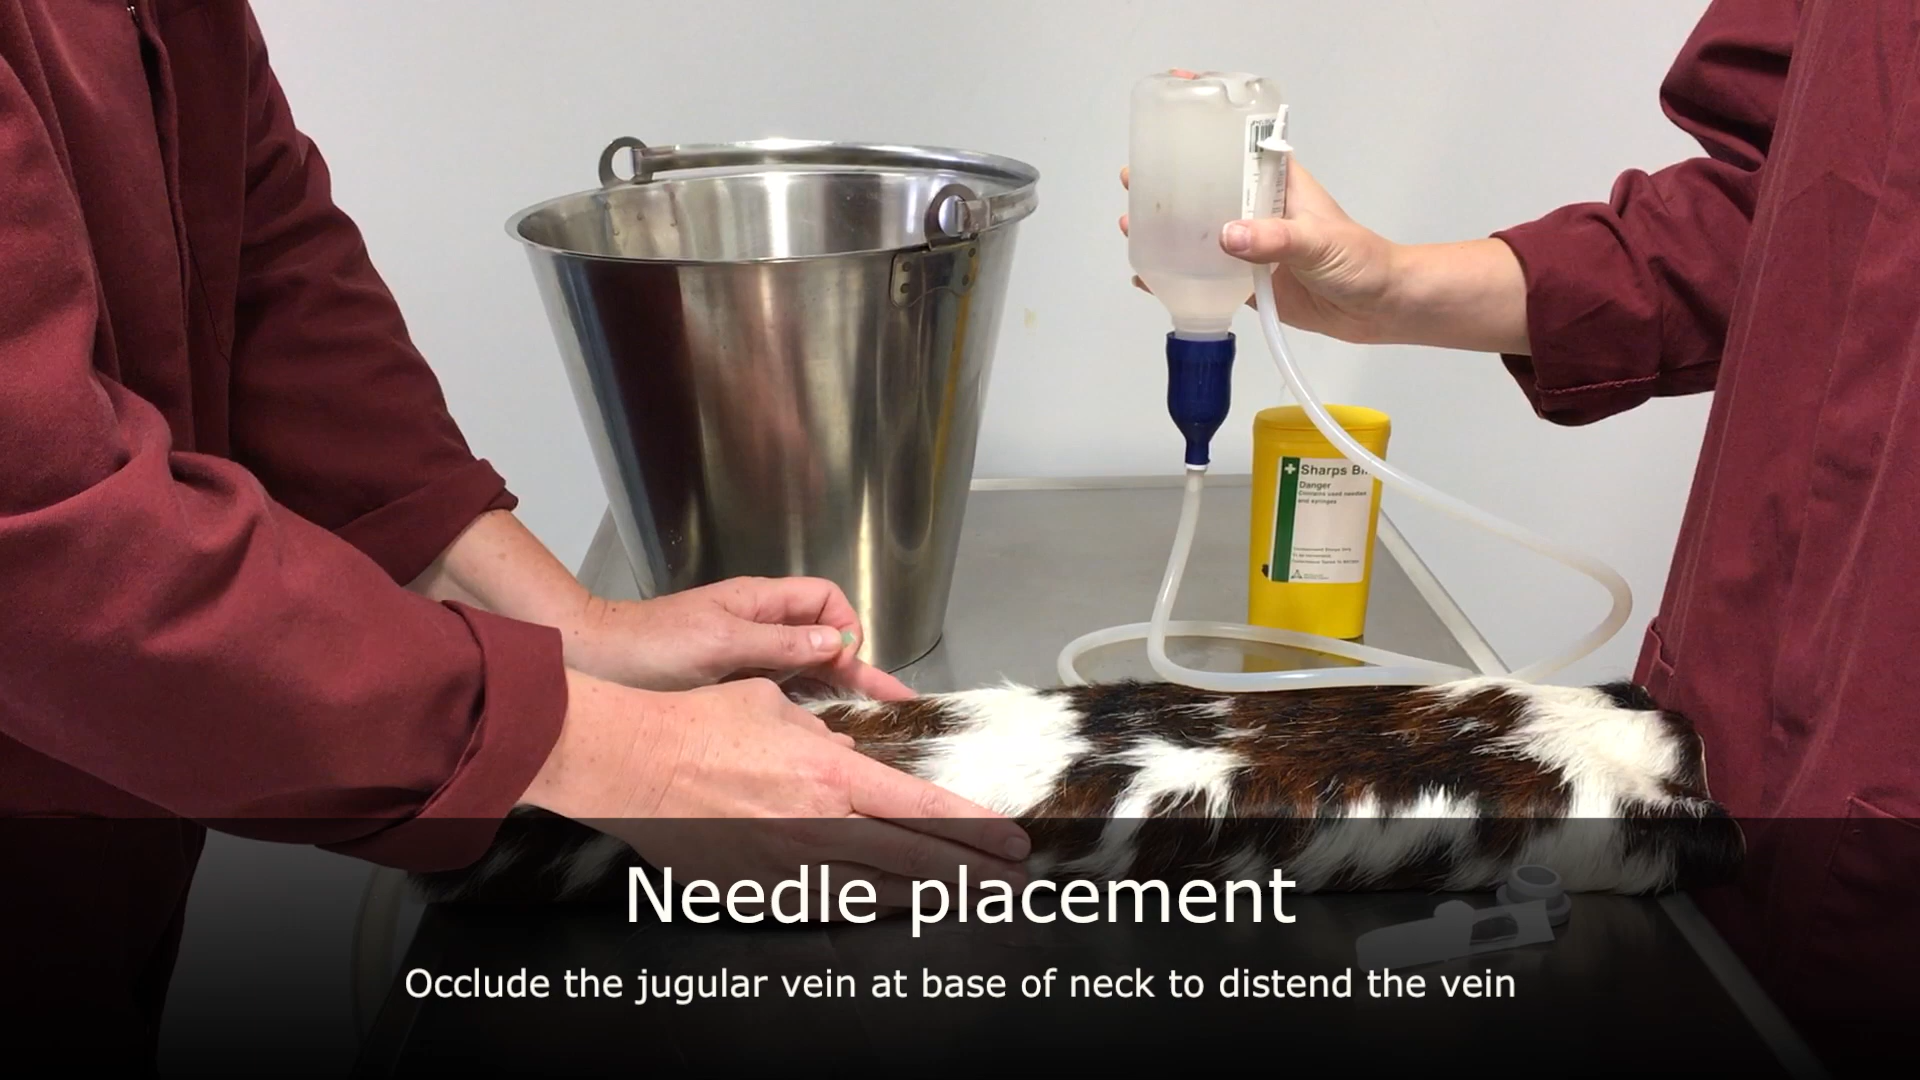 Sharps Bi
Danger
Contains used needles
and syringes
Needle placement
Occlude the jugular vein at base of neck to distend the vein